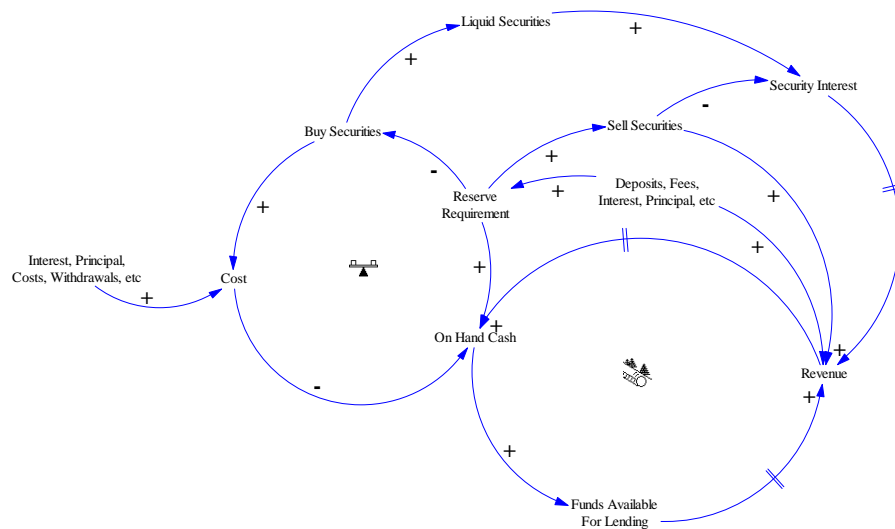 Liquid Securities
+
+
Security Interest
-
Buy Securities
Sell Securities
+
-
Deposits, Fees,
Interest, Principal, etc
+
+
Reserve
Requirement
+
+
Interest, Principal,
Costs, Withdrawals, etc
+
Cost
+
+
On Hand Cash
+
+
Revenue
+
-
+
Funds Available
For Lending